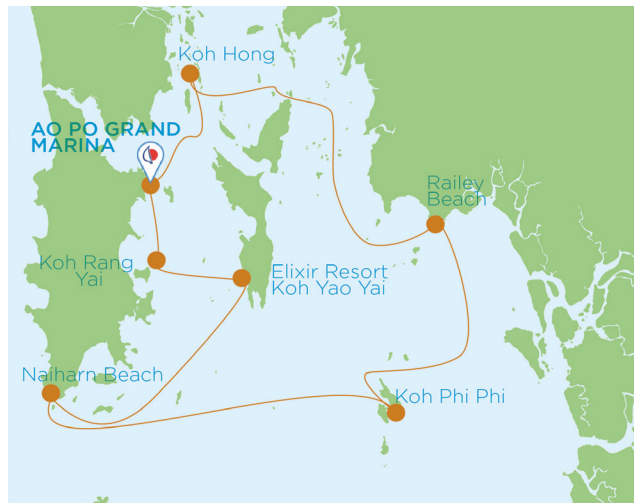 Koh Hong
AO PO GRAND
MARINA
Railey
Beach
Koh Rang
Yai
Elixir Resort
Koh Yao Yai
Naiharn Beach
Koh Phi Phi